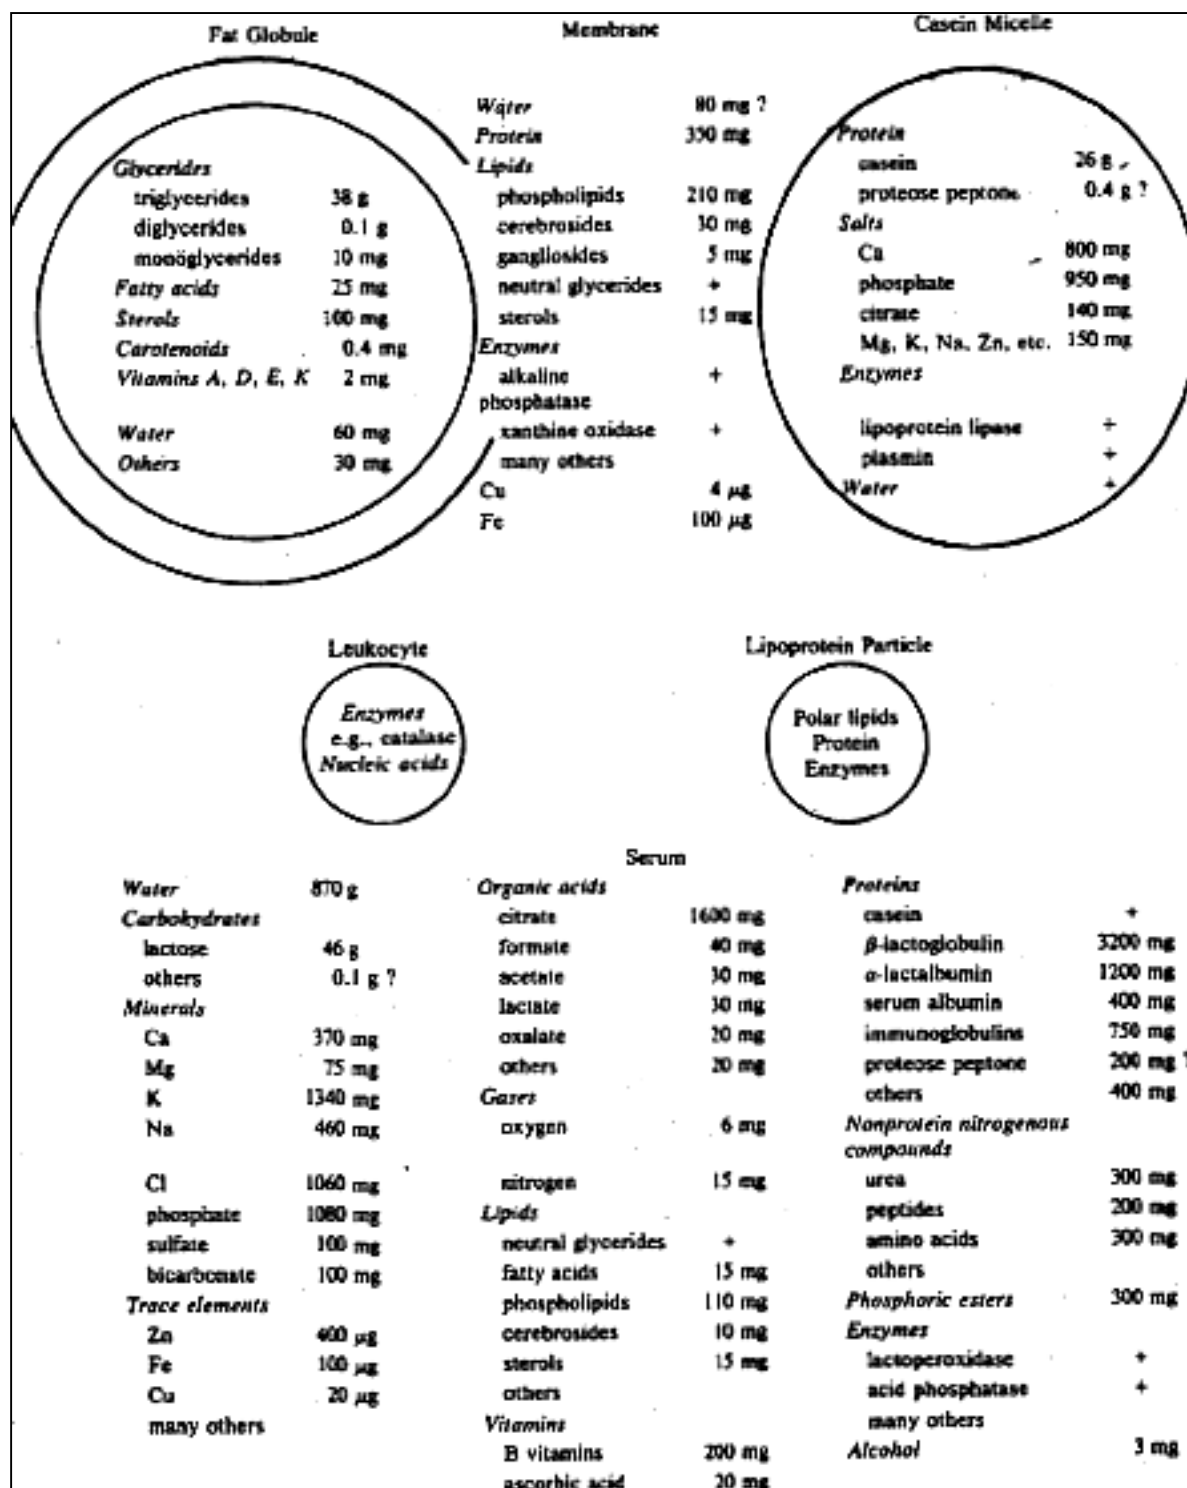 Fat Globule
Glycerides
triglycerides 38 g
diglycerides 0.1 g
monoglycerides 10 mg
Fatty acids 25 mg
Sterols 100 mg
Carotenoids 0.4 mg
Vitamins A, D, E, K 2 mg
Water 60 mg
Others 30 mg
Membrane
Water 80 mg ?
Protein 350 mg
Lipids
phospholipids 210 mg
cerebrosides 30 mg
gangliosides 5 mg
neutral glycerides +
sterols 15 mg
Enzymes
alkaline +
phosphatase
xanthine oxidase +
many others
Cu 4 µg
Fe 100 µg
Casein Micelle
Protein
casein 26 g
proteose peptone 0.4 g ?
Salts
Ca 800 mg
phosphate 950 mg
citrate 140 mg
Mg, K, Na, Zn, etc. 150 mg
Enzymes
lipoprotein lipase +
plasmin +
Water +
Leukocyte
Enzymes
e.g., catalase
Nucleic acids
Lipoprotein Particle
Polar lipids
Protein
Enzymes
Serum
Water 870 g
Carbohydrates
lactose 46 g
others 0.1 g ?
Minerals
Ca 370 mg
Mg 75 mg
K 1340 mg
Na 460 mg
Cl 1060 mg
phosphate 1080 mg
sulfate 100 mg
bicarbonate 100 mg
Trace elements
Zn 400 µg
Fe 100 µg
Cu 20 µg
many others
Organic acids
citrate 1600 mg
formate 40 mg
acetate 30 mg
lactate 30 mg
oxalate 20 mg
others 20 mg
Gases
oxygen 6 mg
nitrogen 15 mg
Lipids
neutral glycerides +
fatty acids 15 mg
phospholipids 110 mg
cerebrosides 10 mg
sterols 15 mg
others
Vitamins
B vitamins 200 mg
ascorbic acid 20 mg
Proteins
casein +
β-lactoglobulin 3200 mg
α-lactalbumin 1200 mg
serum albumin 400 mg
immunoglobulins 750 mg
proteose peptone 200 mg ?
others 400 mg
Nonprotein nitrogenous
compounds
urea 300 mg
peptides 200 mg
amino acids 300 mg
others
Phosphoric esters 300 mg
Enzymes
lactoperoxidase +
acid phosphatase +
many others
Alcohol 3 mg